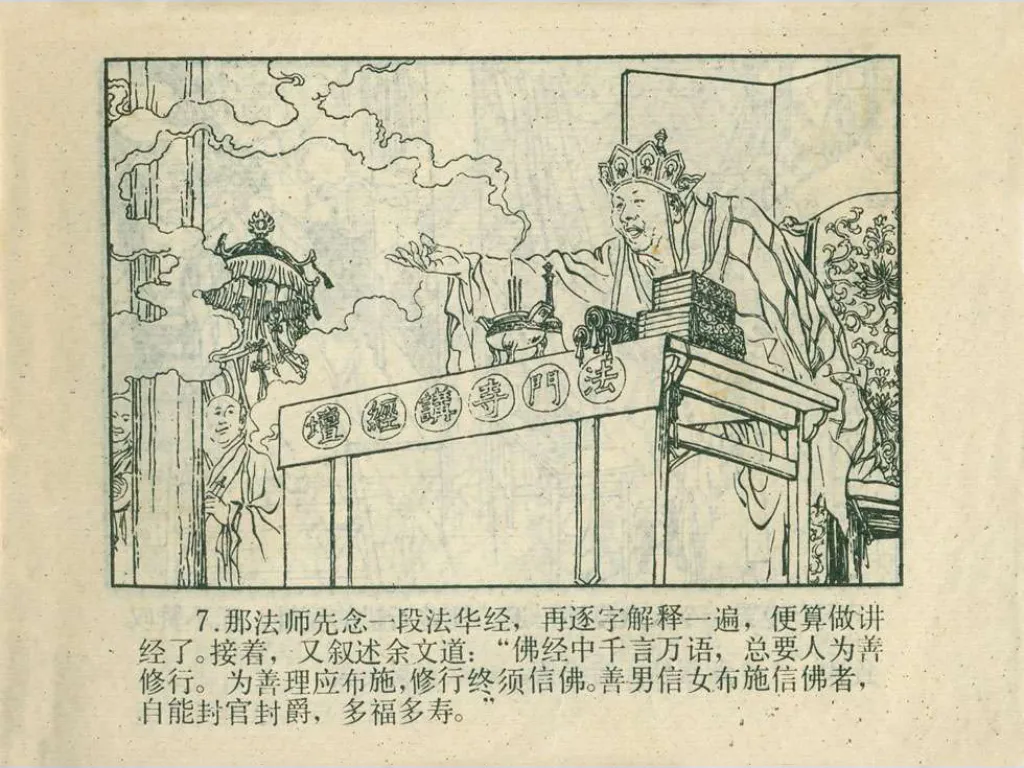 壇經講寺門法
7.那法师先念一段法华经，再逐字解释一遍，便算做讲
经了。接着，又叙述余文道：“佛经中千言万语，总要人为善
修行。为善理应布施，修行终须信佛。善男信女布施信佛者，
自能封官封爵，多福多寿。”